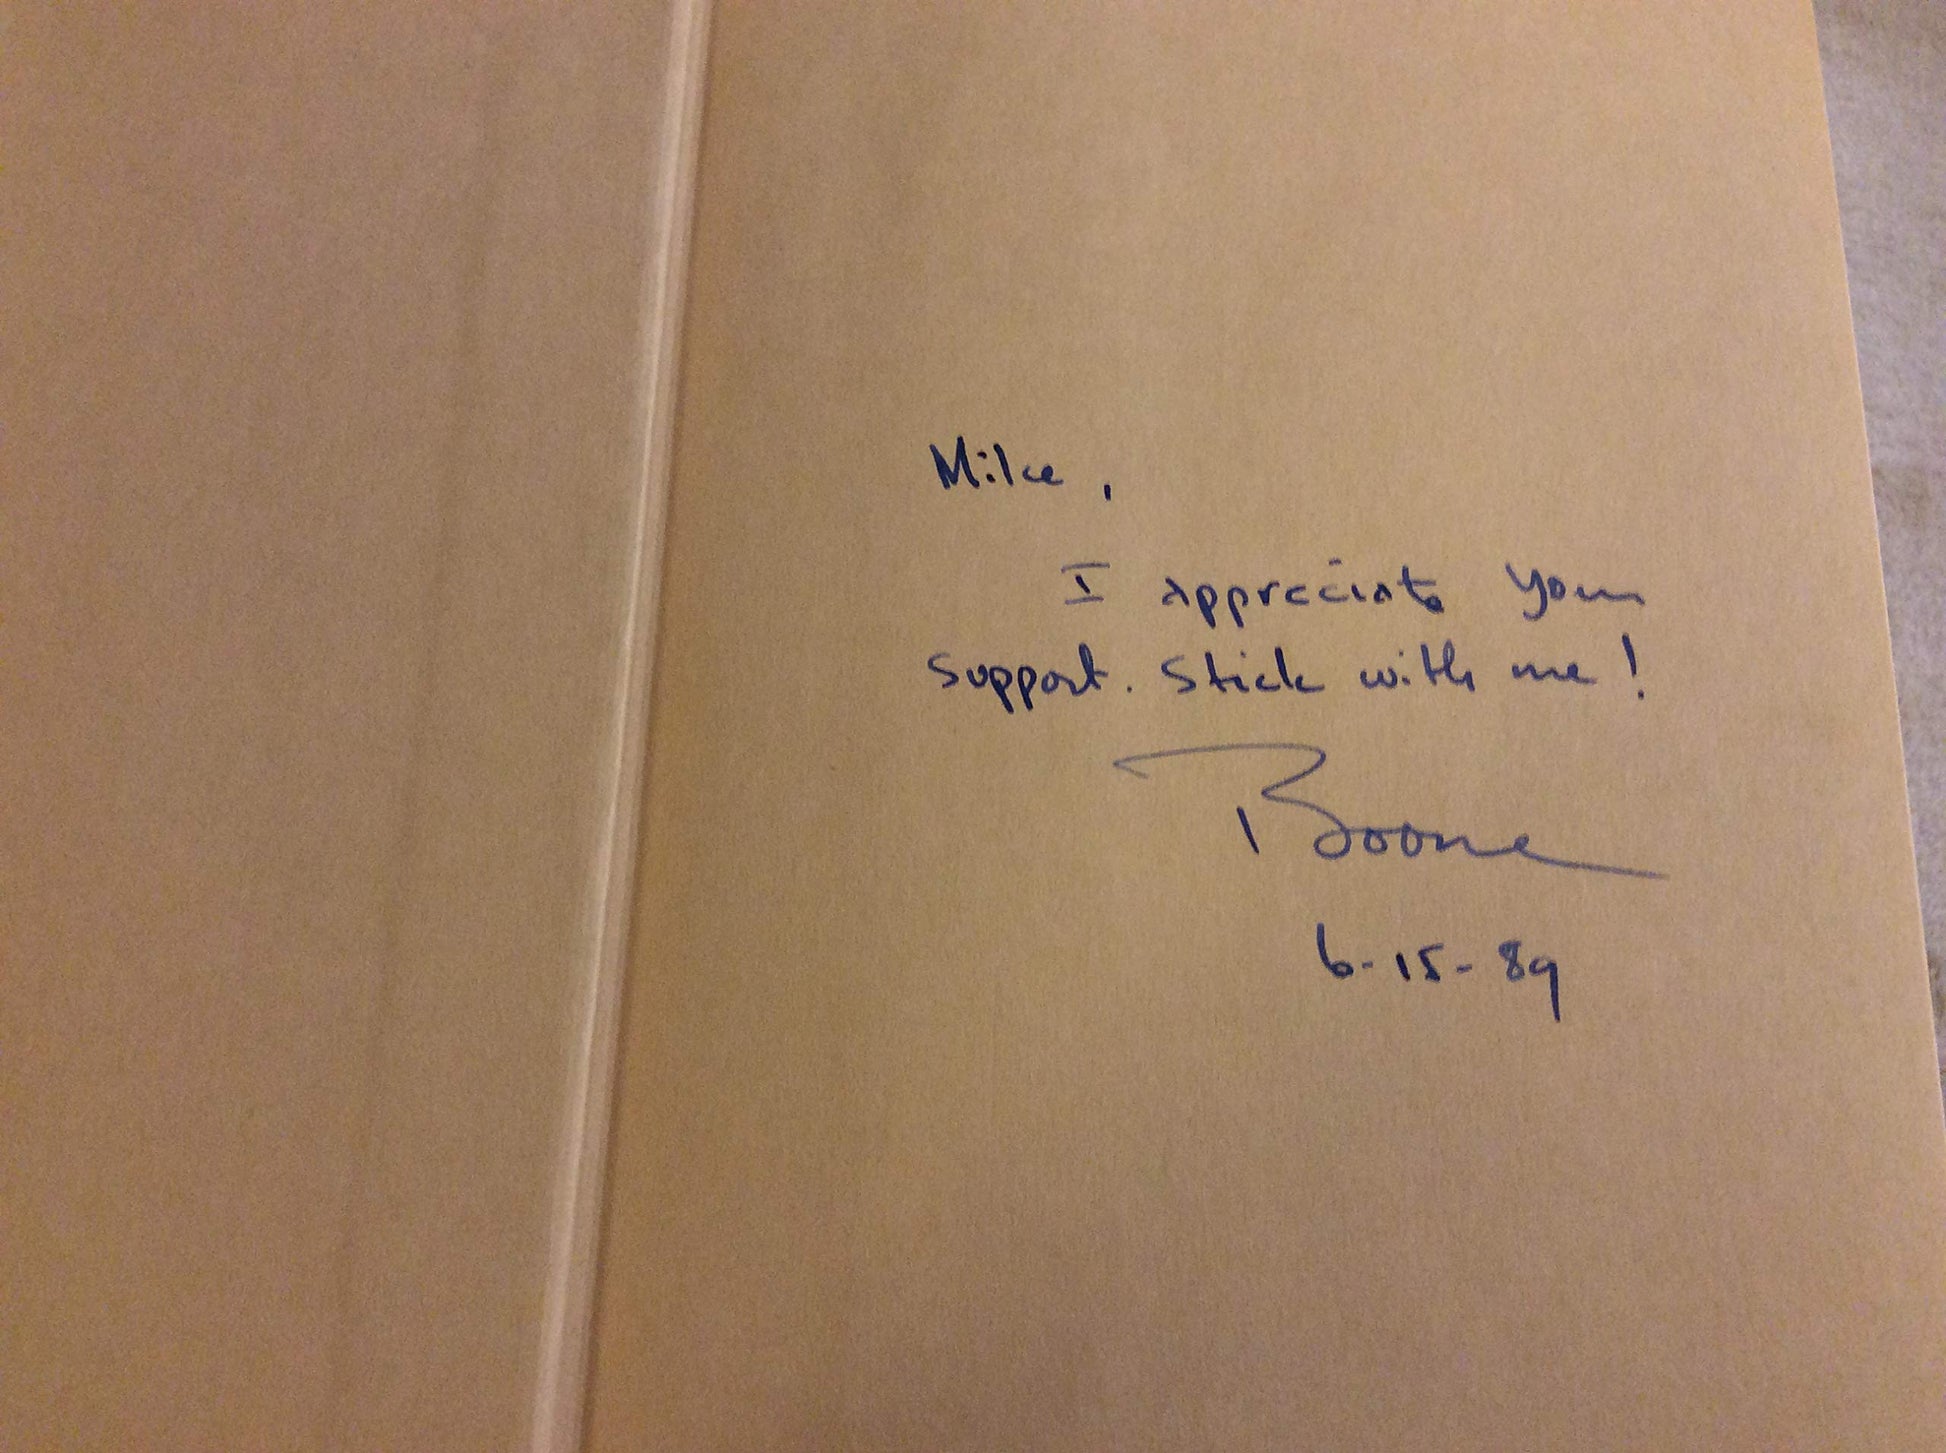 Mike,
I appreciate your
support. Stick with me!
Boone
6-15-89